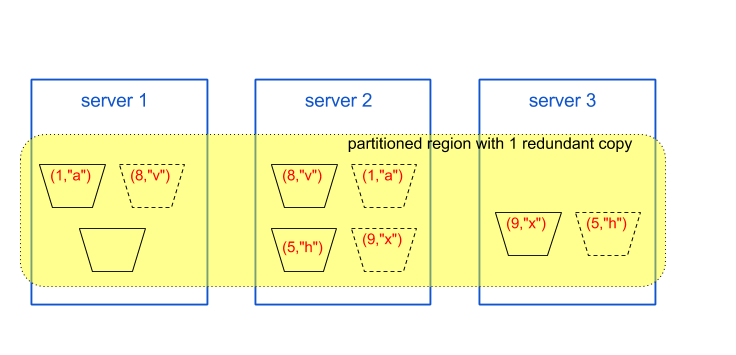 server 1
server 2
server 3
partitioned region with 1 redundant copy
(1,"a")
(8,"v")
(8,"v")
(1,"a")
(5,"h")
(9,"x")
(9,"x")
(5,"h")